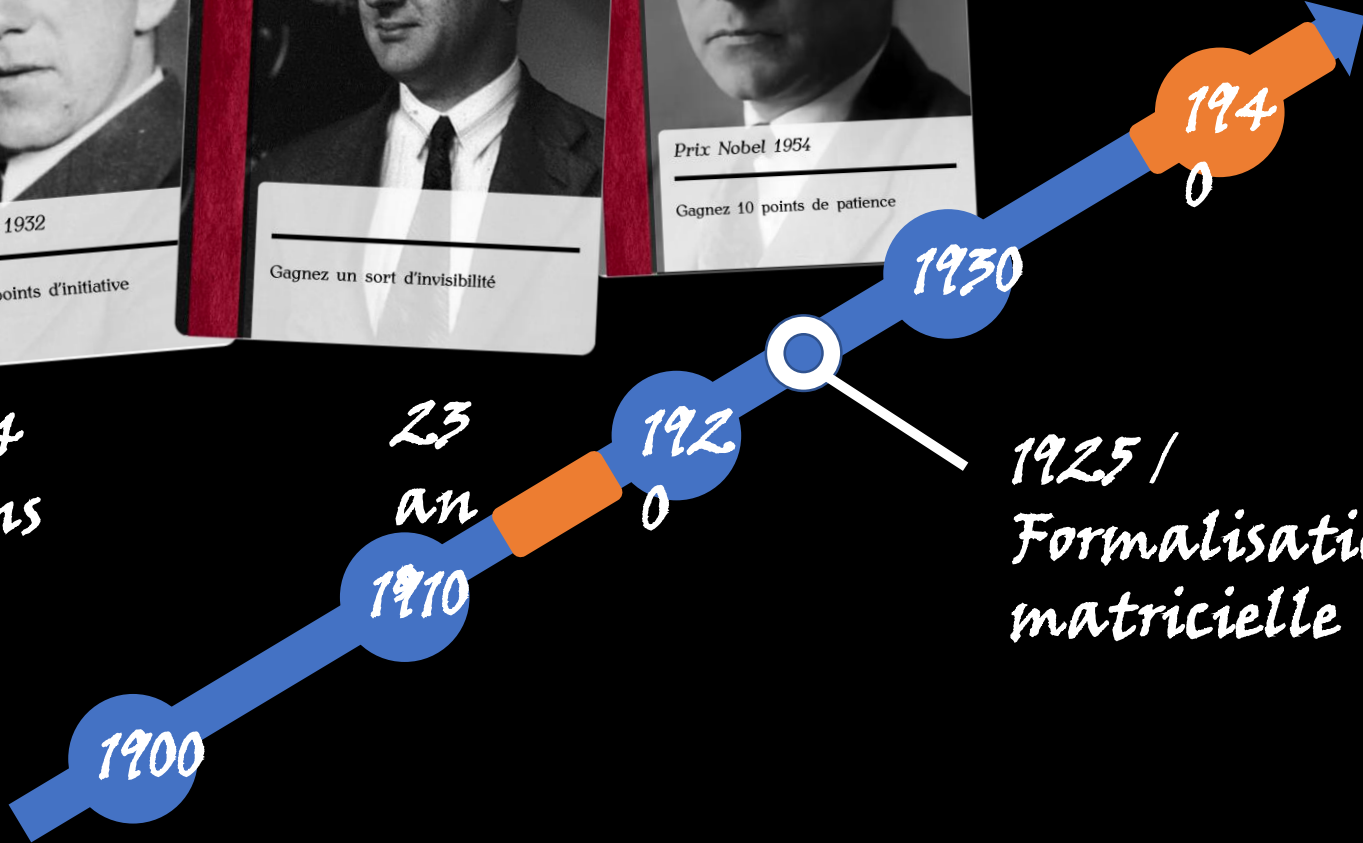 1932
points d'initiative
Gagnez un sort d'invisibilité
Prix Nobel 1954
Gagnez 10 points de patience
23
an
1900
1910
192
0
1930
194
0
1925 /
Formalisati
matricielle